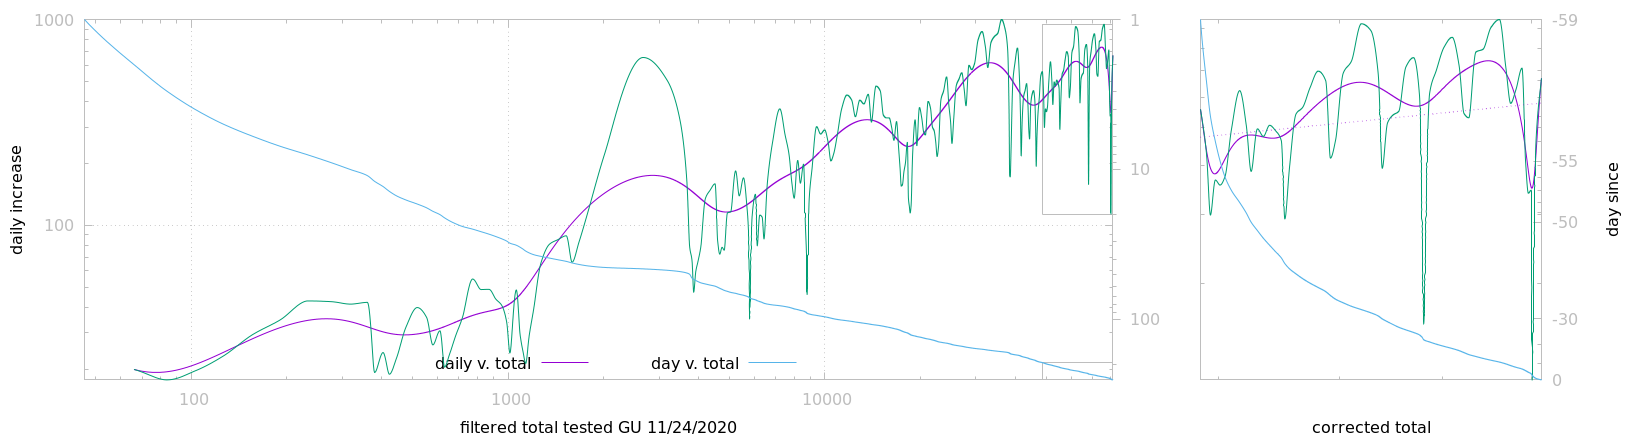 1000
100
daily increase
100
1000
10000
filtered total tested GU 11/24/2020
daily v. total
day v. total
1
10
100
-59
-55
-50
-30
0
day since
corrected total